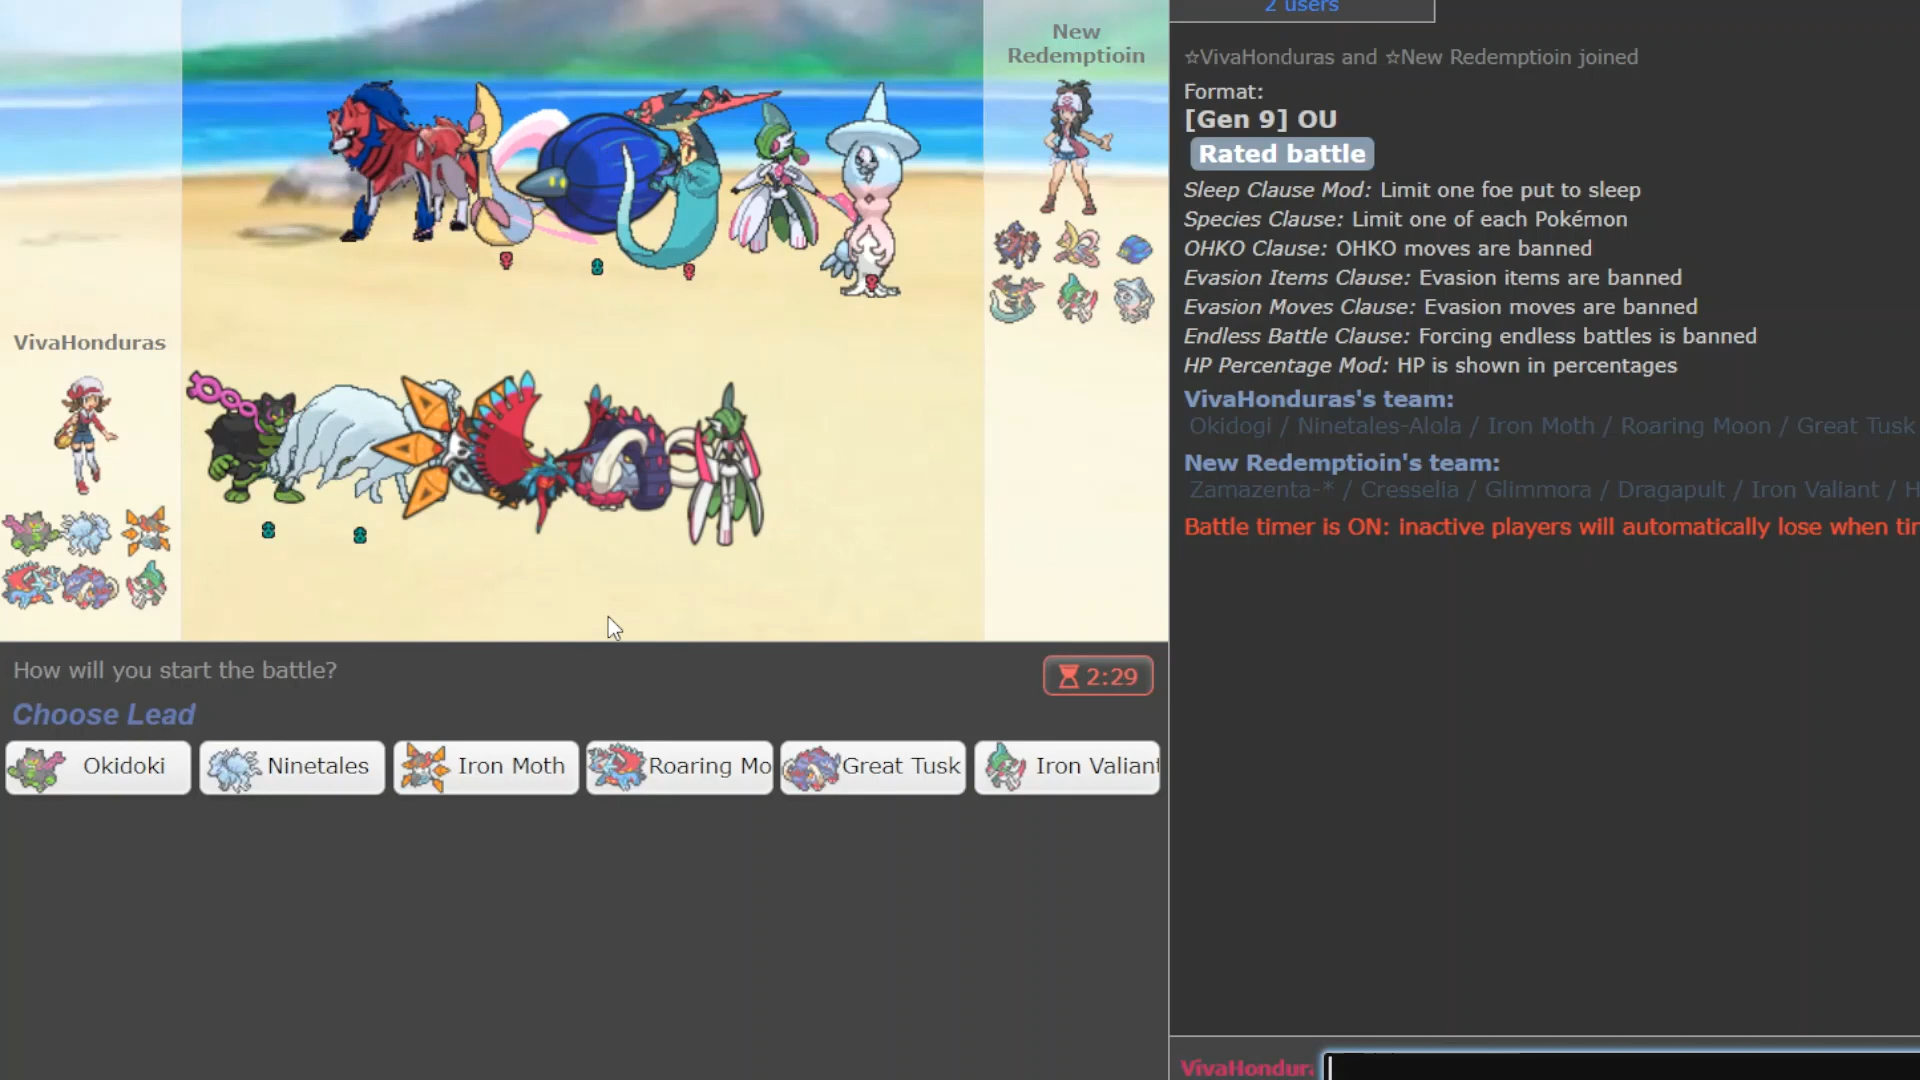 2 users
New
Redemptioin
☆VivaHonduras and ☆New Redemptioin joined
Format:
[Gen 9] OU
Rated battle
Sleep Clause Mod: Limit one foe put to sleep
Species Clause: Limit one of each Pokémon
OHKO Clause: OHKO moves are banned
Evasion Items Clause: Evasion items are banned
Evasion Moves Clause: Evasion moves are banned
Endless Battle Clause: Forcing endless battles is banned
HP Percentage Mod: HP is shown in percentages
VivaHonduras's team:
Okidogi / Ninetales-Alola / Iron Moth / Roaring Moon / Great Tusk
New Redemptioin's team:
Zamazenta-* / Cresselia / Glimmora / Dragapult / Iron Valiant / H
Battle timer is ON: inactive players will automatically lose when tim
VivaHonduras
How will you start the battle?
2:29
Choose Lead
Okidoki
Ninetales
Iron Moth
Roaring Mo
Great Tusk
Iron Valiant
VivaHondura